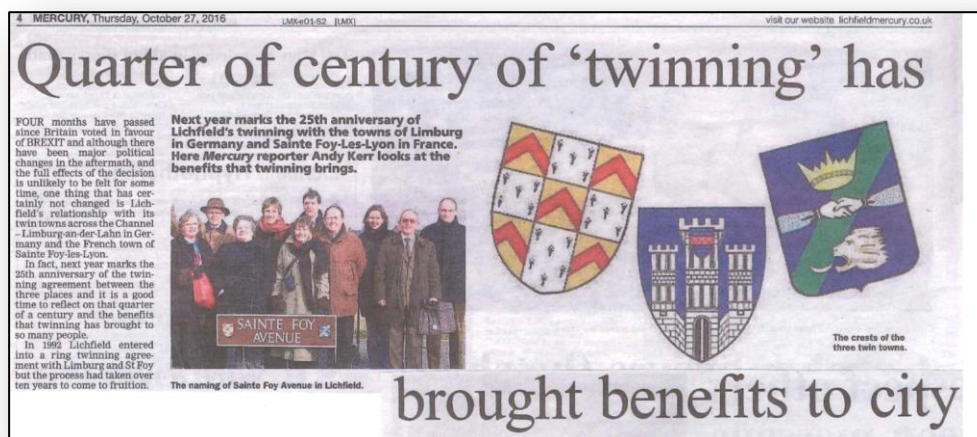 4 MERCURY, Thursday, October 27, 2016
LMX-e01-S2 [LMX]
visit our website lichfieldmercury.co.uk
Quarter of century of ‘twinning’ has
FOUR months have passed
since Britain voted in favour
of BREXIT and although there
have been major political
changes in the aftermath, and
the full effects of the decision
is unlikely to be felt for some
time, one thing that has cer-
tainly not changed is Lich-
field's relationship with its
twin towns across the Channel
– Limburg-an-der-Lahn in Ger-
many and the French town of
Sainte Foy-les-Lyon.
In fact, next year marks the
25th anniversary of the twin-
ning agreement between the
three places and it is a good
time to reflect on that quarter
of a century and the benefits
that twinning has brought to
so many people.
In 1992 Lichfield entered
into a ring twinning agree-
ment with Limburg and St Foy
but the process had taken over
ten years to come to fruition.
Next year marks the 25th anniversary of
Lichfield's twinning with the towns of Limburg
in Germany and Sainte Foy-Les-Lyon in France.
Here Mercury reporter Andy Kerr looks at the
benefits that twinning brings.
SAINTE FOY
AVENUE
The naming of Sainte Foy Avenue in Lichfield.
The crests of the
three twin towns.
brought benefits to city